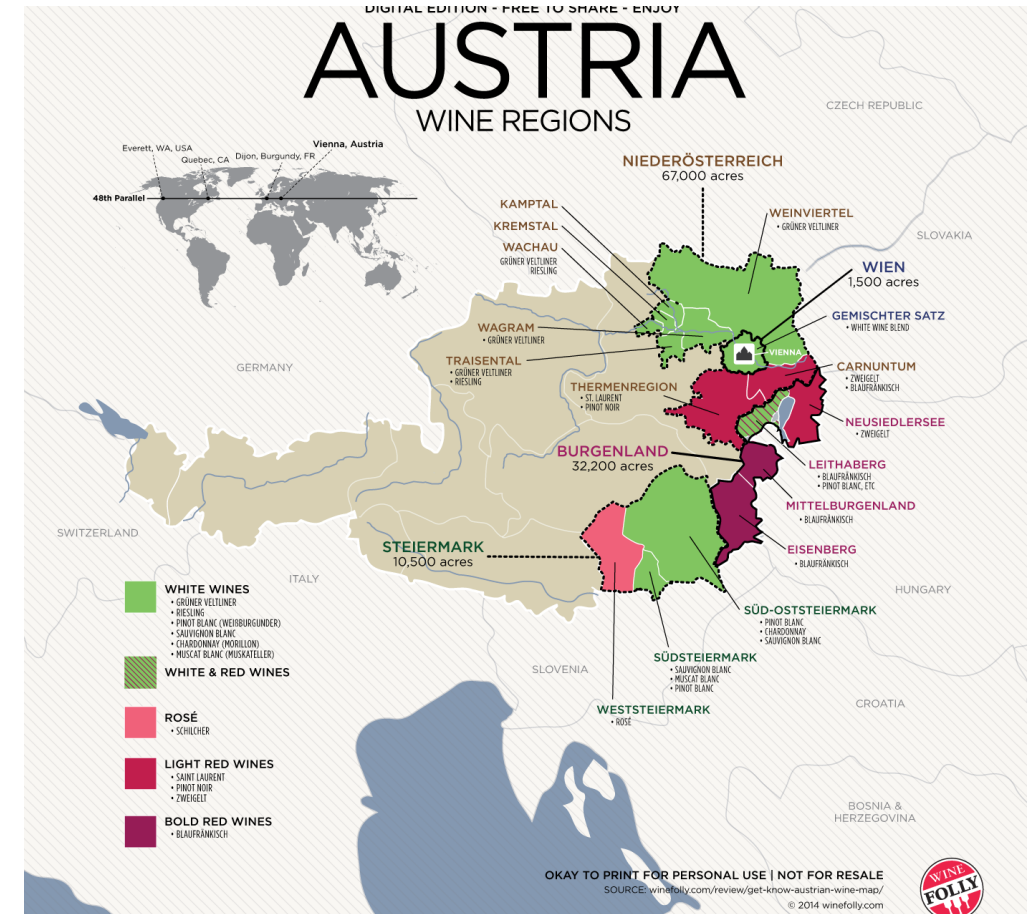 DIGITAL EDITION - FREE TO SHARE - ENJOY
AUSTRIA
WINE REGIONS
CZECH REPUBLIC
Everett, WA, USA
Quebec, CA
Dijon, Burgundy, FR
Vienna, Austria
48th Parallel
NIEDERÖSTERREICH
67,000 acres
KAMPTAL
KREMSTAL
WACHAU
GRÜNER VELTLINER
RIESLING
WEINVIERTEL
• GRÜNER VELTLINER
SLOVAKIA
WIEN
1,500 acres
GEMISCHTER SATZ
• WHITE WINE BLEND
WAGRAM
• GRÜNER VELTLINER
VIENNA
TRAISENTAL
• GRÜNER VELTLINER
• RIESLING
GERMANY
CARNUNTUM
• ZWEIGELT
• BLAUFRÄNKISCH
THERMENREGION
• ST. LAURENT
• PINOT NOIR
NEUSIEDLERSEE
• ZWEIGELT
BURGENLAND
32,200 acres
LEITHABERG
• BLAUFRÄNKISCH
• PINOT BLANC, ETC
MITTELBURGENLAND
• BLAUFRÄNKISCH
SWITZERLAND
STEIERMARK
10,500 acres
EISENBERG
• BLAUFRÄNKISCH
ITALY
HUNGARY
WHITE WINES
• GRÜNER VELTLINER
• RIESLING
• PINOT BLANC (WEIßBURGUNDER)
• SAUVIGNON BLANC
• CHARDONNAY (MORILLON)
• MUSCAT BLANC (MUSKATELLER)
WHITE & RED WINES
ROSÉ
• SCHILCHER
LIGHT RED WINES
• SAINT LAURENT
• PINOT NOIR
• ZWEIGELT
BOLD RED WINES
• BLAUFRÄNKISCH
SÜD-OSTSTEIERMARK
• PINOT BLANC
• CHARDONNAY
• SAUVIGNON BLANC
SÜDSTEIERMARK
• SAUVIGNON BLANC
• MUSCAT BLANC
• PINOT BLANC
SLOVENIA
WESTSTEIERMARK
• ROSÉ
CROATIA
BOSNIA &
HERZEGOVINA
OKAY TO PRINT FOR PERSONAL USE | NOT FOR RESALE
SOURCE: winefolly.com/review/get-know-austrian-wine-map/
© 2014 winefolly.com
WINE
FOLLY